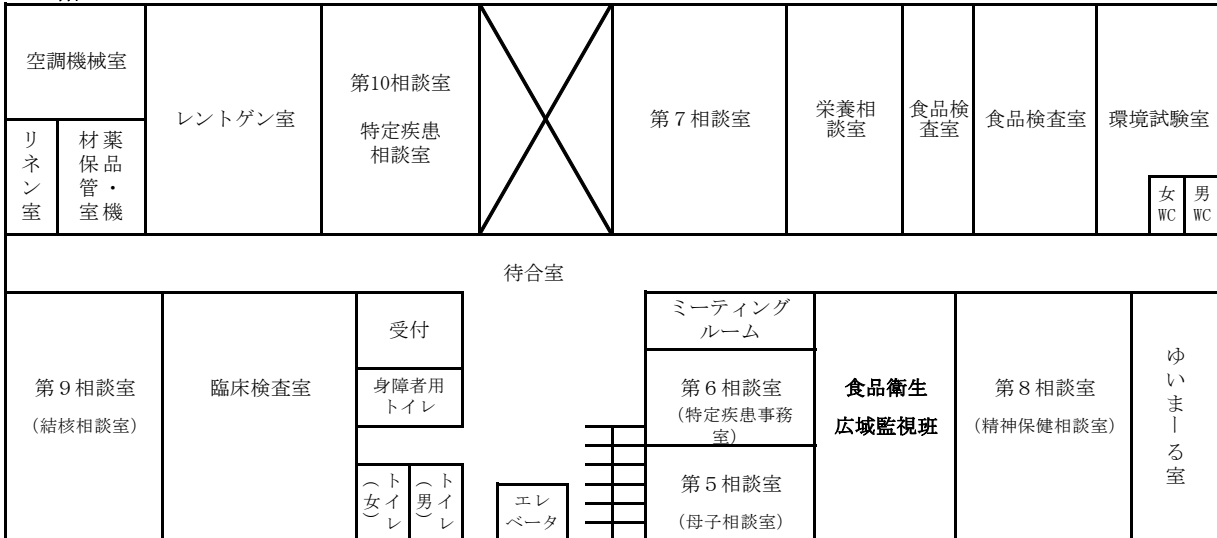 空調機械室
リネン室
薬品・機
材保管室
レントゲン室
第10相談室
特定疾患
相談室
第７相談室
栄養相
談室
食品検
査室
食品検査室
環境試験室
女
WC
男
WC
待合室
第９相談室
（結核相談室）
臨床検査室
受付
身障者用
トイレ
トイレ
（女）
トイレ
（男）
エレ
ベータ
ミーティング
ルーム
第６相談室
（特定疾患事務
室）
第５相談室
（母子相談室）
食品衛生
広域監視班
第８相談室
（精神保健相談室）
ゆいまーる室